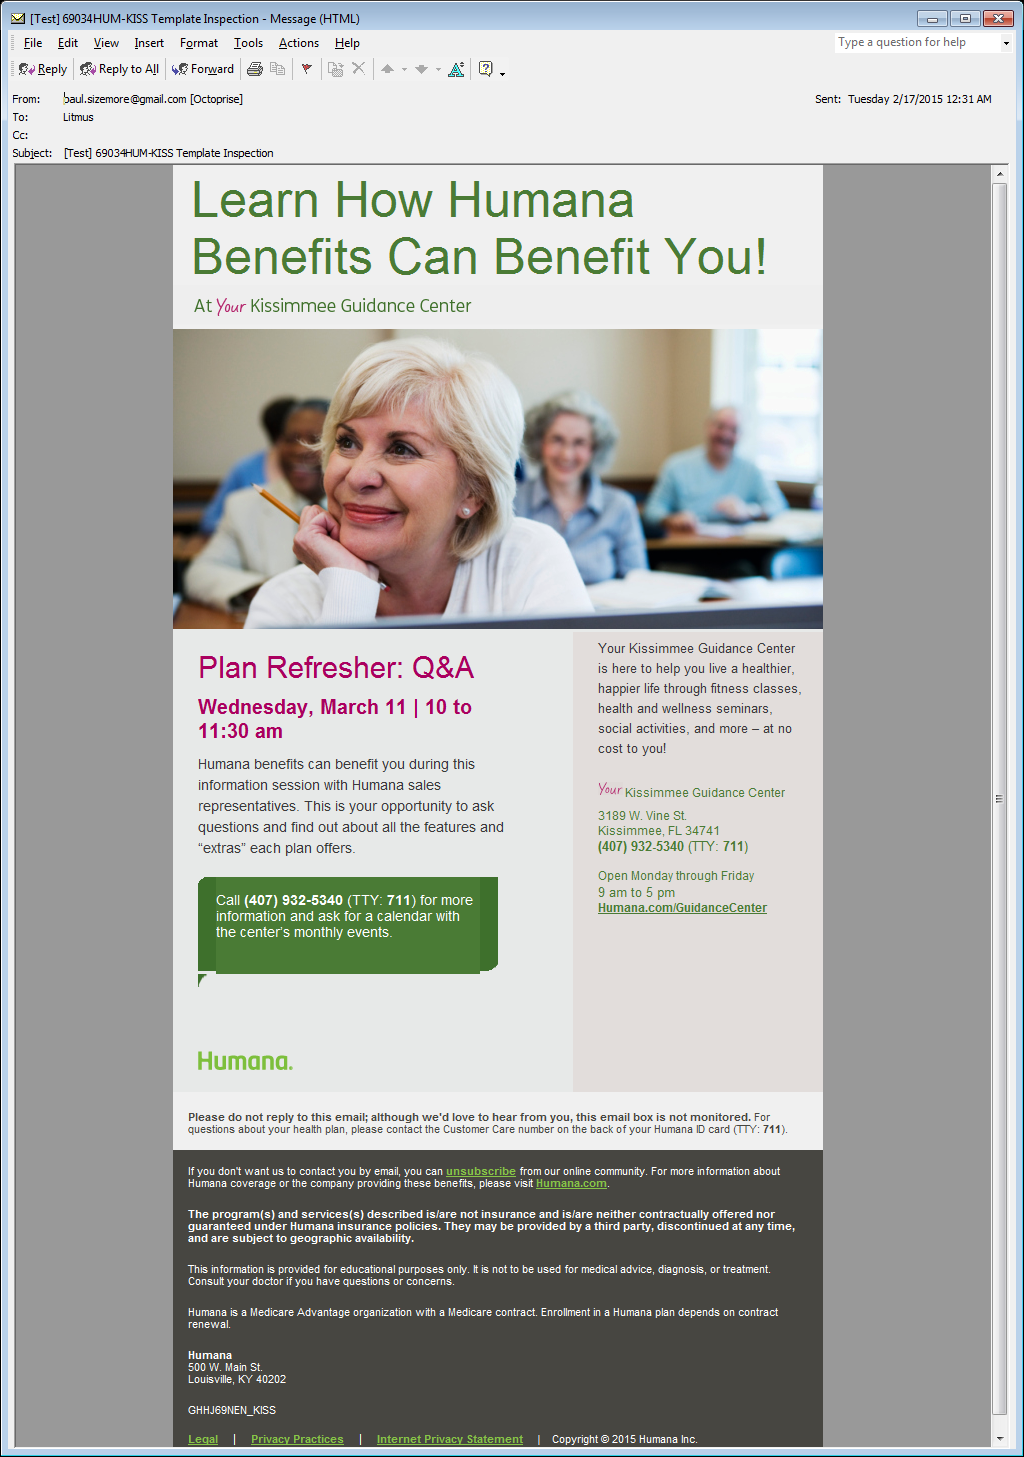 [Test] 69034HUM-KISS Template Inspection - Message (HTML)
File Edit View Insert Format Tools Actions Help
Type a question for help
Reply Reply to All Forward
From: paul.sizemore@gmail.com [Octoprise]
Sent: Tuesday 2/17/2015 12:31 AM
To: Litmus
Cc:
Subject: [Test] 69034HUM-KISS Template Inspection
Learn How Humana
Benefits Can Benefit You!
At Your Kissimmee Guidance Center
Plan Refresher: Q&A
Wednesday, March 11 | 10 to
11:30 am
Humana benefits can benefit you during this
information session with Humana sales
representatives. This is your opportunity to ask
questions and find out about all the features and
“extras” each plan offers.
Call (407) 932-5340 (TTY: 711) for more
information and ask for a calendar with
the center’s monthly events.
Humana.
Your Kissimmee Guidance Center
is here to help you live a healthier,
happier life through fitness classes,
health and wellness seminars,
social activities, and more – at no
cost to you!
Your Kissimmee Guidance Center
3189 W. Vine St.
Kissimmee, FL 34741
(407) 932-5340 (TTY: 711)
Open Monday through Friday
9 am to 5 pm
Humana.com/GuidanceCenter
Please do not reply to this email; although we'd love to hear from you, this email box is not monitored. For
questions about your health plan, please contact the Customer Care number on the back of your Humana ID card (TTY: 711).
If you don't want us to contact you by email, you can unsubscribe from our online community. For more information about
Humana coverage or the company providing these benefits, please visit Humana.com.
The program(s) and services(s) described is/are not insurance and is/are neither contractually offered nor
guaranteed under Humana insurance policies. They may be provided by a third party, discontinued at any time,
and are subject to geographic availability.
This information is provided for educational purposes only. It is not to be used for medical advice, diagnosis, or treatment.
Consult your doctor if you have questions or concerns.
Humana is a Medicare Advantage organization with a Medicare contract. Enrollment in a Humana plan depends on contract
renewal.
Humana
500 W. Main St.
Louisville, KY 40202
GHHJ69NEN_KISS
Legal | Privacy Practices | Internet Privacy Statement | Copyright © 2015 Humana Inc.